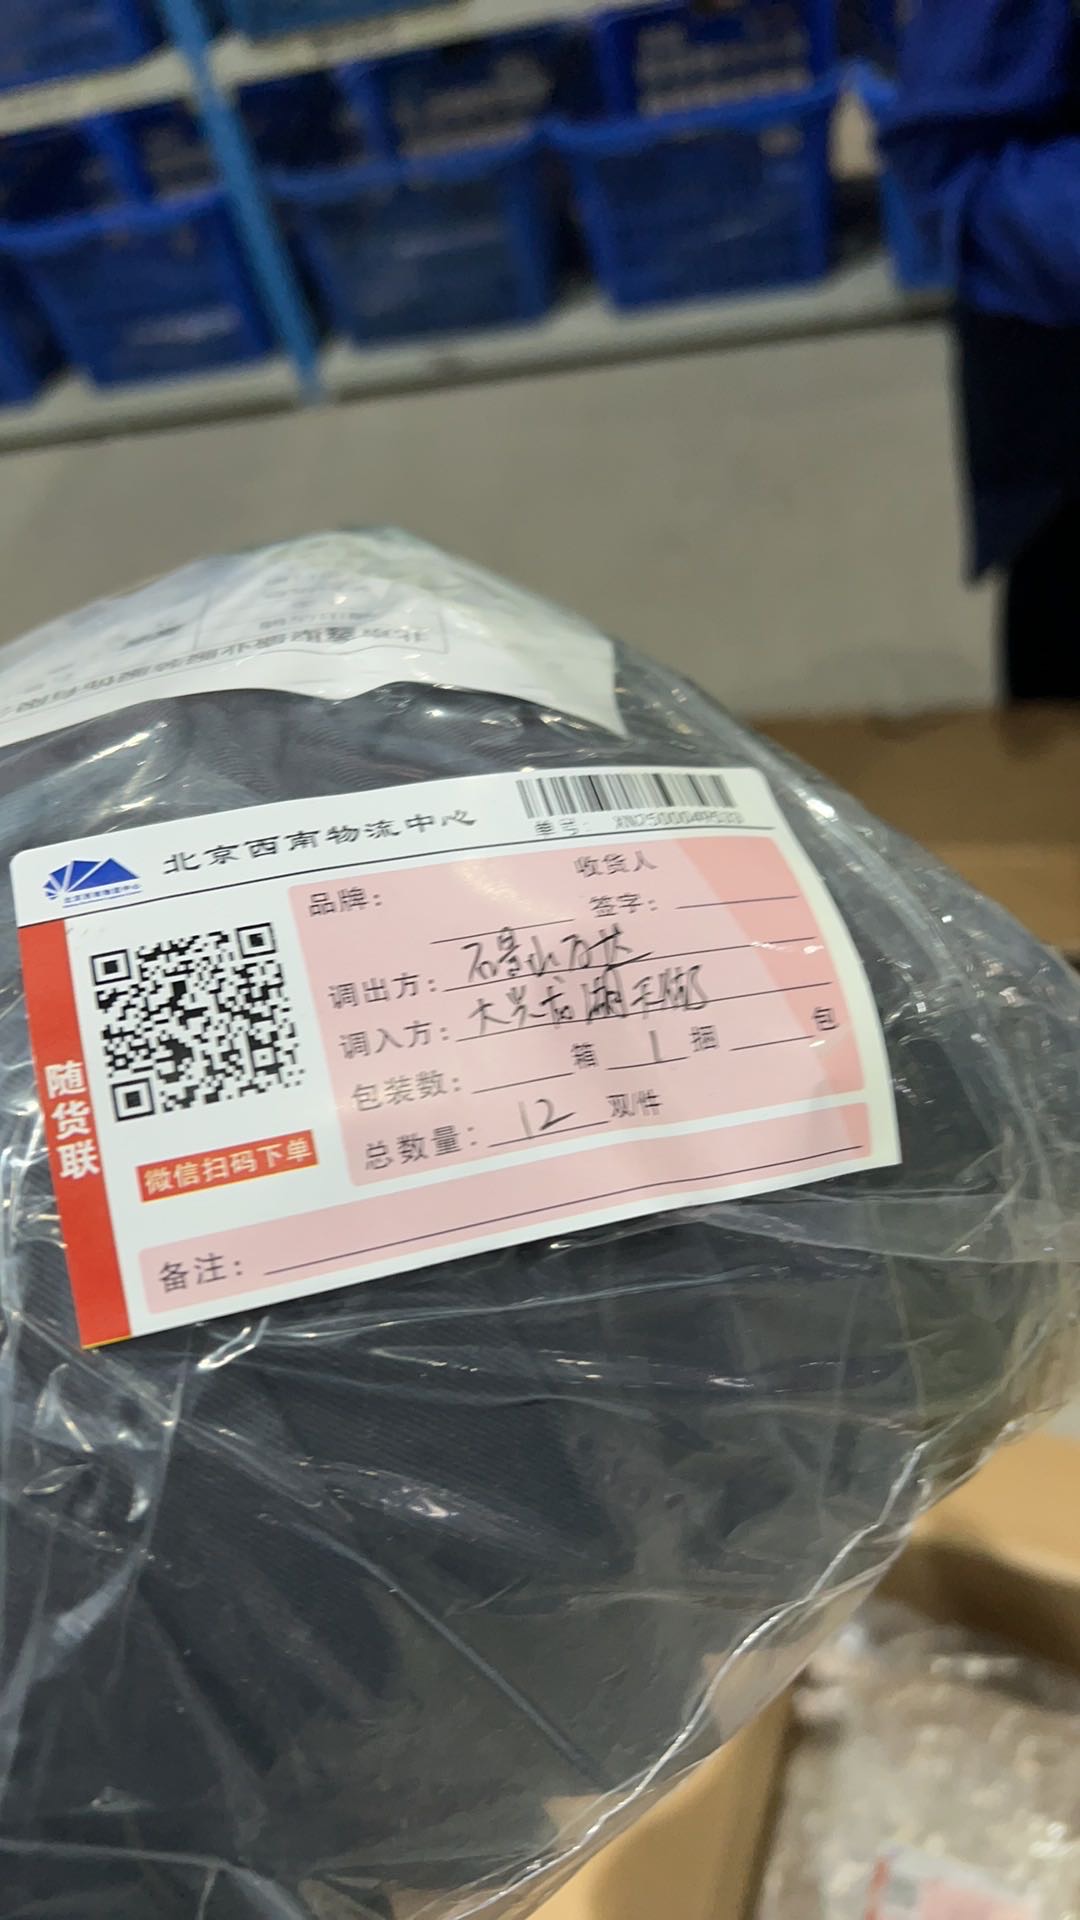 北京西南物流中心
单号:
品牌:
收货人
签字:
调出方: 石景山万达
调入方: 大兴龙湖天街
包装数: 箱 1 捆 包
总数量: 12 双/件
随货联
微信扫码下单
备注: